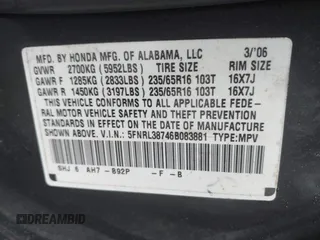 MFD. BY HONDA MFG. OF ALABAMA, LLC 3/'06
GVWR 2700KG (5952LBS) TIRE SIZE RIM SIZE
GAWR F 1285KG (2833LBS) 235/65R16 103T 16X7J
GAWR R 1450KG (3197LBS) 235/65R16 103T 16X7J
THIS VEHICLE CONFORMS TO ALL APPLICABLE FEDE-
RAL MOTOR VEHICLE SAFETY AND THEFT PREVENTION
STANDARDS IN EFFECT ON THE DATE OF MANUFACTURE
SHOWN ABOVE. V.I.N: 5FNRL38746B083881 TYPE: MPV
SHJ 6 AH7 - B92P - F - B
DREAMBID